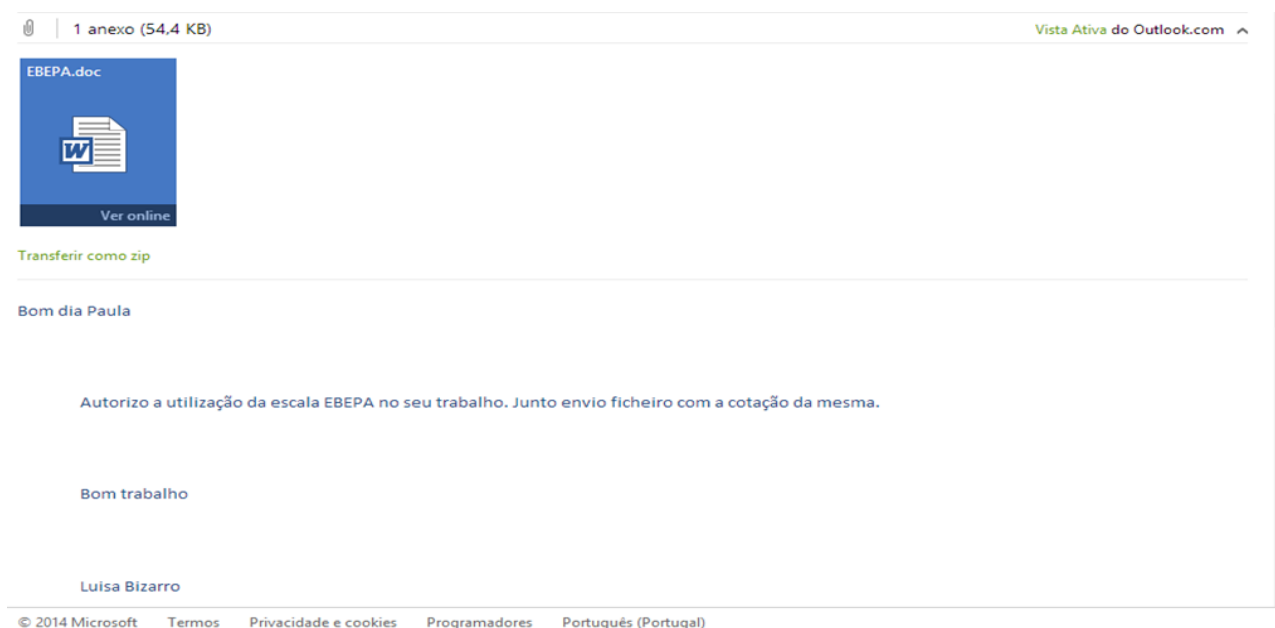 1 anexo (54,4 KB)
Vista Ativa do Outlook.com
EBEPA.doc
W
Ver online
Transferir como zip
Bom dia Paula
Autorizo a utilização da escala EBEPA no seu trabalho. Junto envio ficheiro com a cotação da mesma.
Bom trabalho
Luisa Bizarro
© 2014 Microsoft Termos Privacidade e cookies Programadores Português (Portugal)